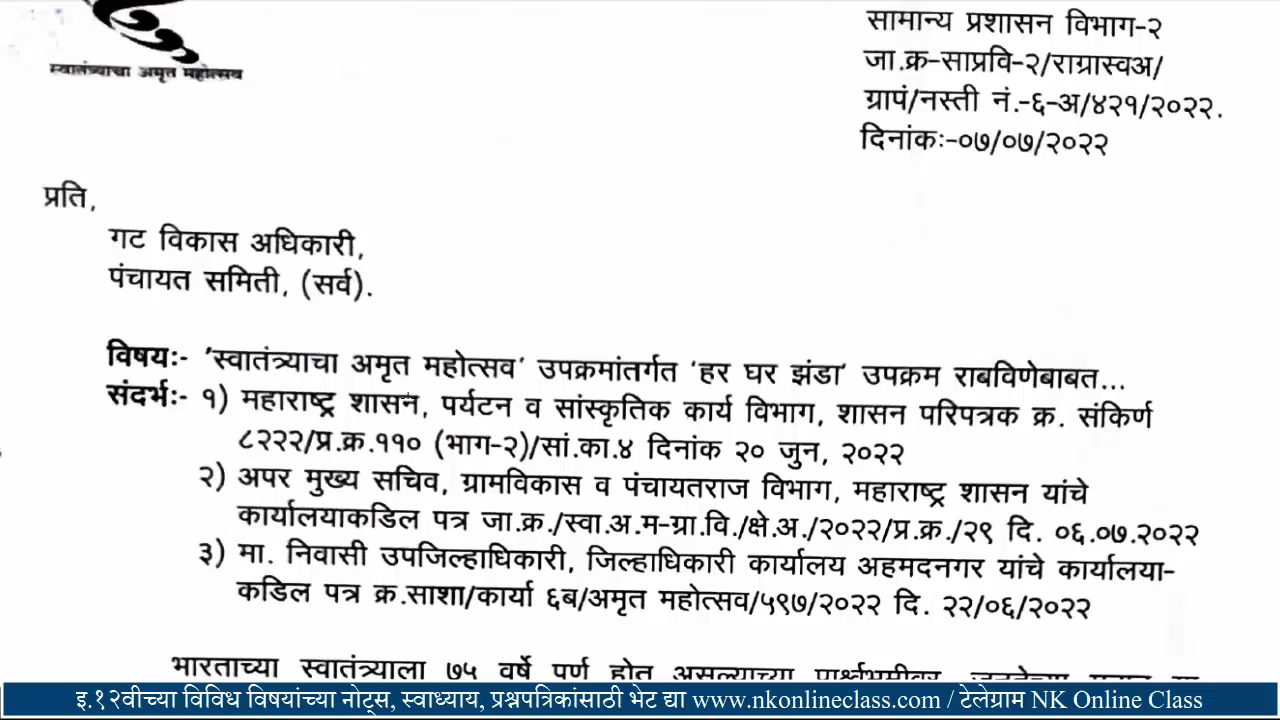 स्वातंत्र्याचा अमृत महोत्सव
सामान्य प्रशासन विभाग-२
जा.क्र-साप्रवि-२/राग्रास्वअ/
ग्रापं/नस्ती नं.-६-अ/४२१/२०२२.
दिनांकः-०७/०७/२०२२
प्रति,
गट विकास अधिकारी,
पंचायत समिती, (सर्व).
विषयः- 'स्वातंत्र्याचा अमृत महोत्सव' उपक्रमांतर्गत 'हर घर झंडा' उपक्रम राबविणेबाबत...
संदर्भः- १) महाराष्ट्र शासन, पर्यटन व सांस्कृतिक कार्य विभाग, शासन परिपत्रक क्र. संकिर्ण
८२२२/प्र.क्र.११० (भाग-२)/सां.का.४ दिनांक २० जुन, २०२२
२) अपर मुख्य सचिव, ग्रामविकास व पंचायतराज विभाग, महाराष्ट्र शासन यांचे
कार्यालयाकडिल पत्र जा.क्र./स्वा.अ.म-ग्रा.वि./क्षे.अ./२०२२/प्र.क्र./२९ दि. ०६.०७.२०२२
३) मा. निवासी उपजिल्हाधिकारी, जिल्हाधिकारी कार्यालय अहमदनगर यांचे कार्यालया-
कडिल पत्र क्र.साशा/कार्या ६ब/अमृत महोत्सव/५९७/२०२२ दि. २२/०६/२०२२
भारताच्या स्वातंत्र्याला ७५ वर्षे पूर्ण होत असल्याच्या पार्श्वभूमीवर
इ.१२वीच्या विविध विषयांच्या नोट्स, स्वाध्याय, प्रश्नपत्रिकांसाठी भेट द्या www.nkonlineclass.com / टेलेग्राम NK Online Class